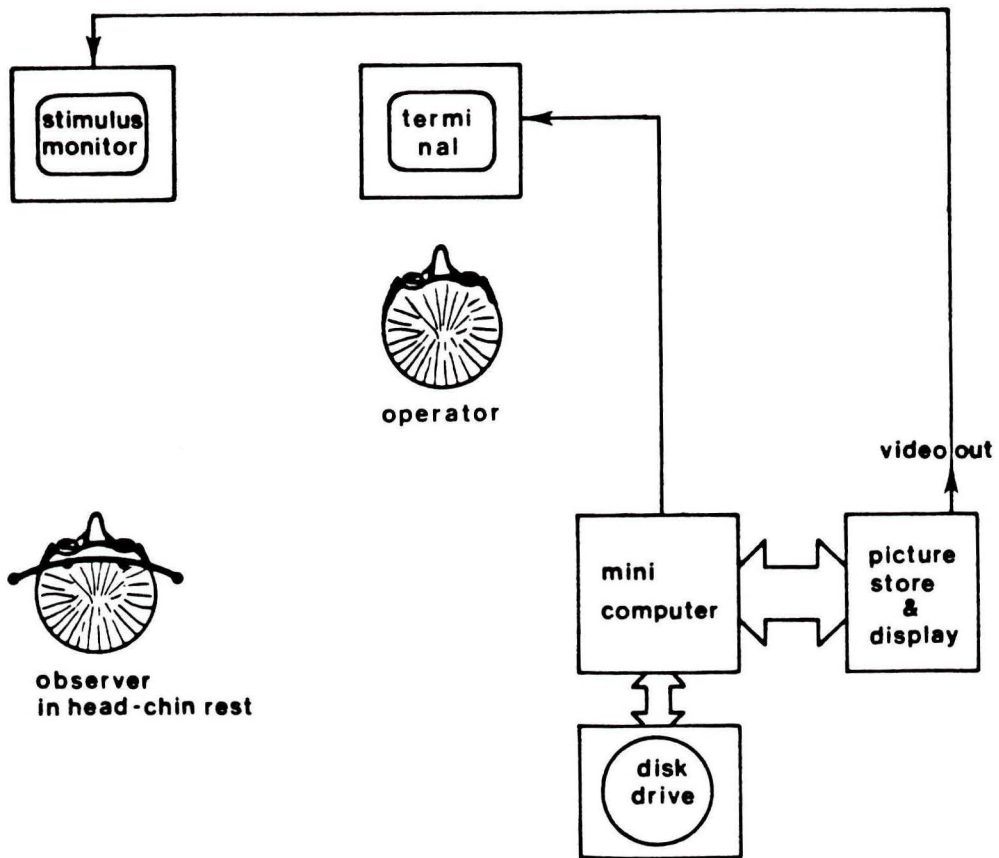 stimulus
monitor
termi
nal
operator
video out
mini
computer
picture
store
&
display
observer
in head-chin rest
disk
drive